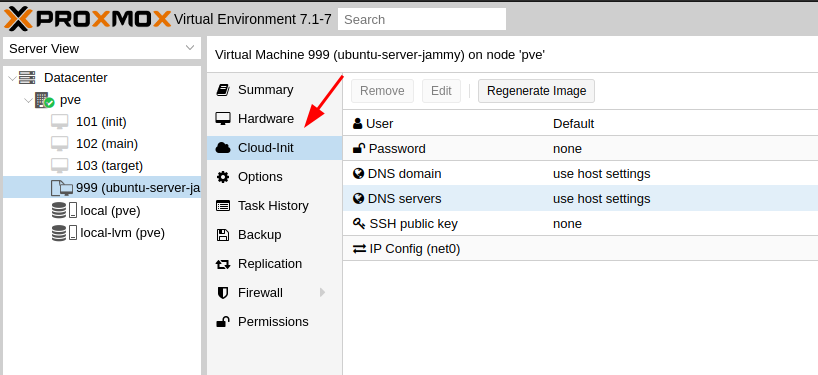 PROXMOX Virtual Environment 7.1-7 Search
Server View
Virtual Machine 999 (ubuntu-server-jammy) on node 'pve'
Datacenter
pve
101 (init)
102 (main)
103 (target)
999 (ubuntu-server-ja
local (pve)
local-lvm (pve)
Summary
Hardware
Cloud-Init
Options
Task History
Backup
Replication
Firewall
Permissions
Remove Edit Regenerate Image
User Default
Password none
DNS domain use host settings
DNS servers use host settings
SSH public key none
IP Config (net0)